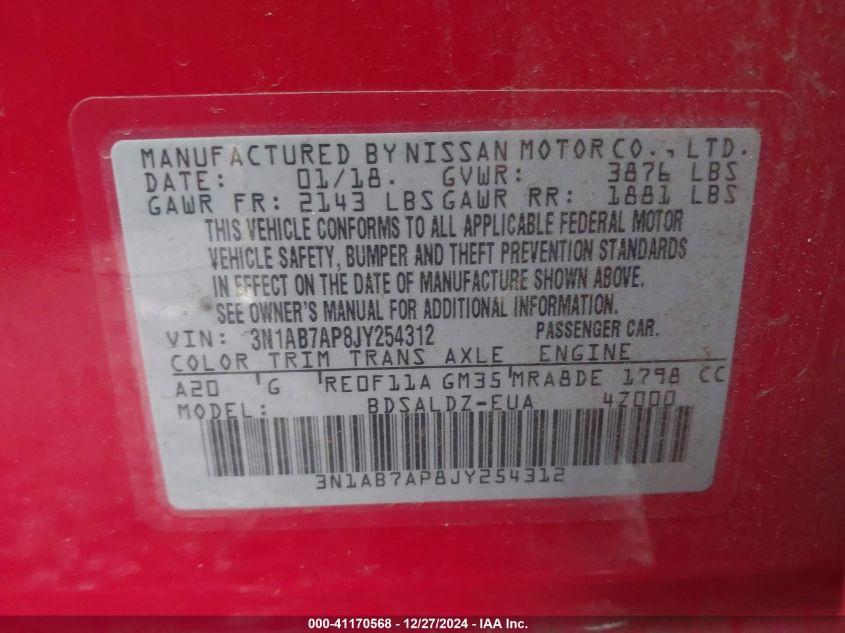 MANUFACTURED BY NISSAN MOTOR CO., LTD.
DATE: 01/18. GVWR: 3876 LBS
GAWR FR: 2143 LBS GAWR RR: 1881 LBS
THIS VEHICLE CONFORMS TO ALL APPLICABLE FEDERAL MOTOR
VEHICLE SAFETY, BUMPER AND THEFT PREVENTION STANDARDS
IN EFFECT ON THE DATE OF MANUFACTURE SHOWN ABOVE.
SEE OWNER'S MANUAL FOR ADDITIONAL INFORMATION.
VIN: 3N1AB7AP8JY254312 PASSENGER CAR.
COLOR TRIM TRANS AXLE ENGINE
A20 G RE0F11A GM35 MRA8DE 1798 CC
MODEL: BDSALDZ-EUA 4Z000
3N1AB7AP8JY254312
000-41170568 - 12/27/2024 - IAA Inc.